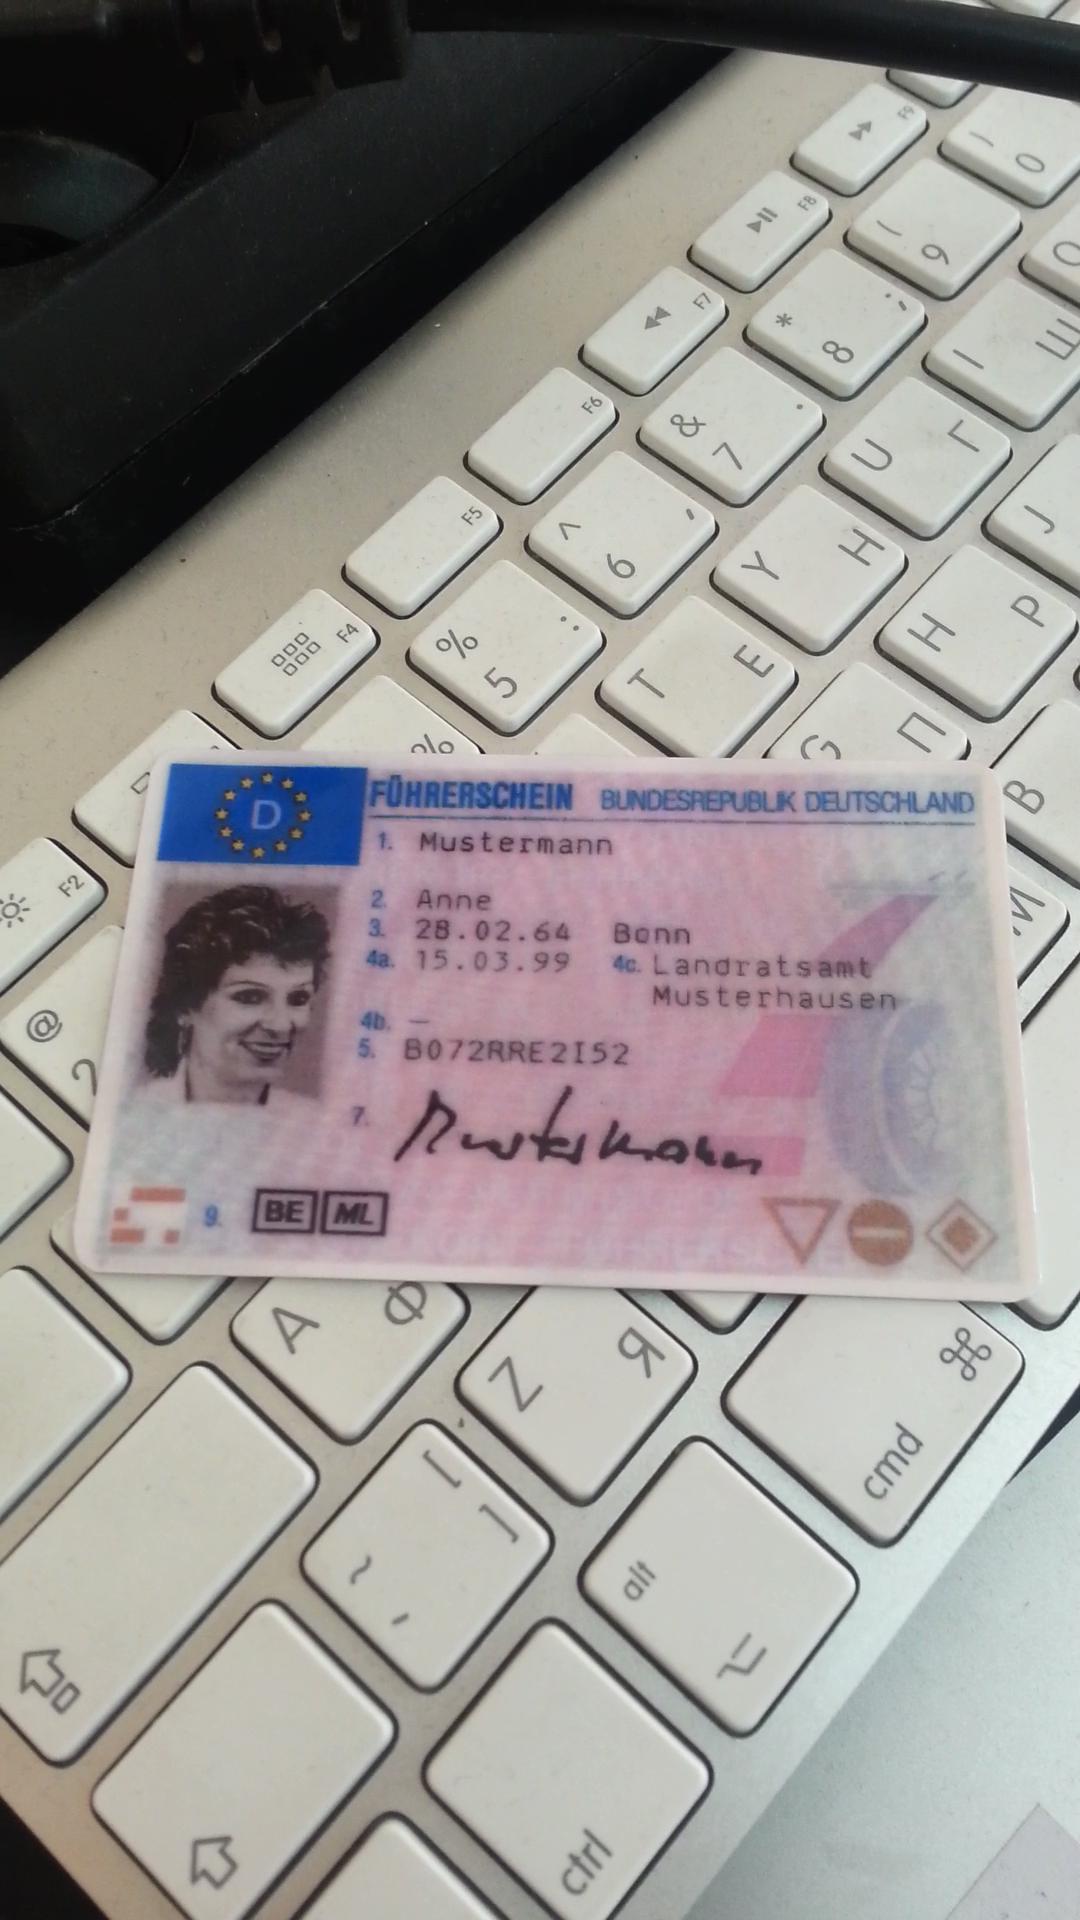 F9
F8
F7
F6
F5
F4
F2
0
9
* ;
8
& .
7
^ ,
6
% :
5
%
@
2
O
I Ш
U Г
Y Н
T Е
J
H Р
G П
В
М
D
FÜHRERSCHEIN BUNDESREPUBLIK DEUTSCHLAND
1. Mustermann
2. Anne
3. 28.02.64 Bonn
4a. 15.03.99 4c. Landratsamt
Musterhausen
4b. –
5. B072RRE2I52
7. Mustermann
9. BE ML
A Ф
Z Я
⌘
cmd
[
]
~
alt
⌥
ctrl